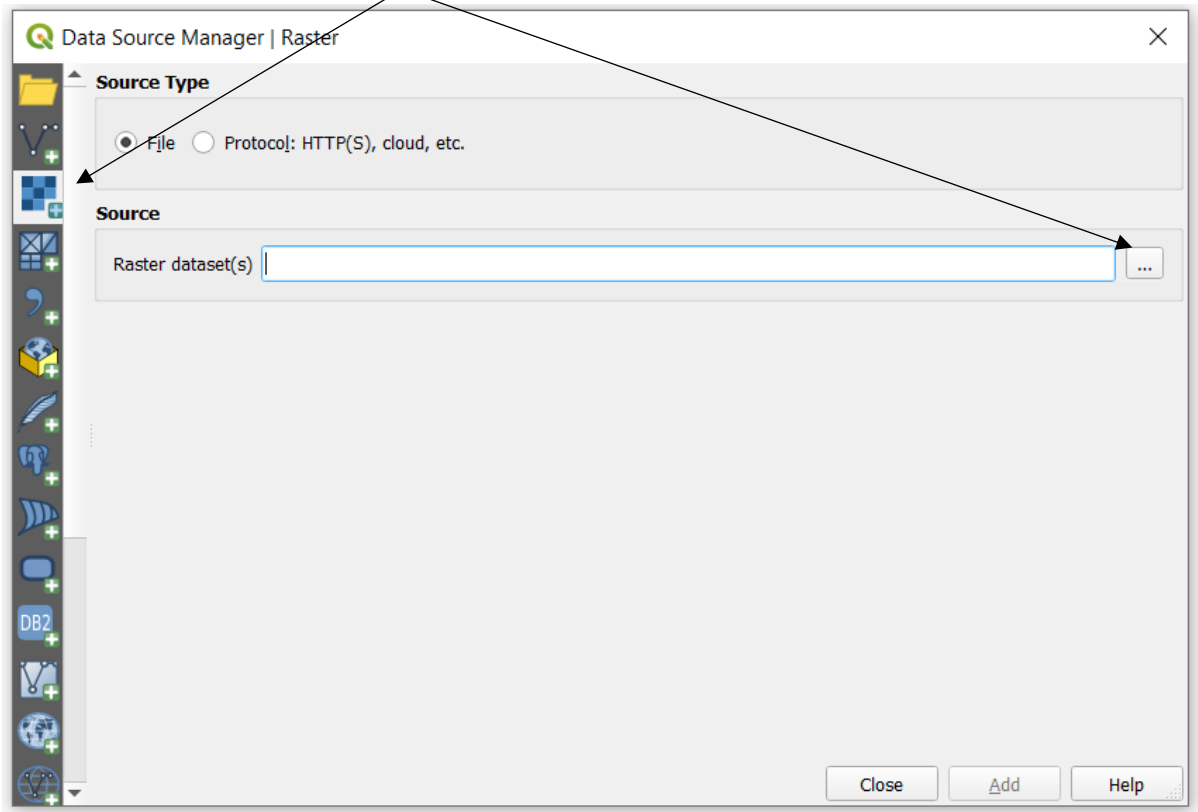 Data Source Manager | Raster
Source Type
File Protocol: HTTP(S), cloud, etc.
Source
Raster dataset(s) ...
DB2
Close Add Help